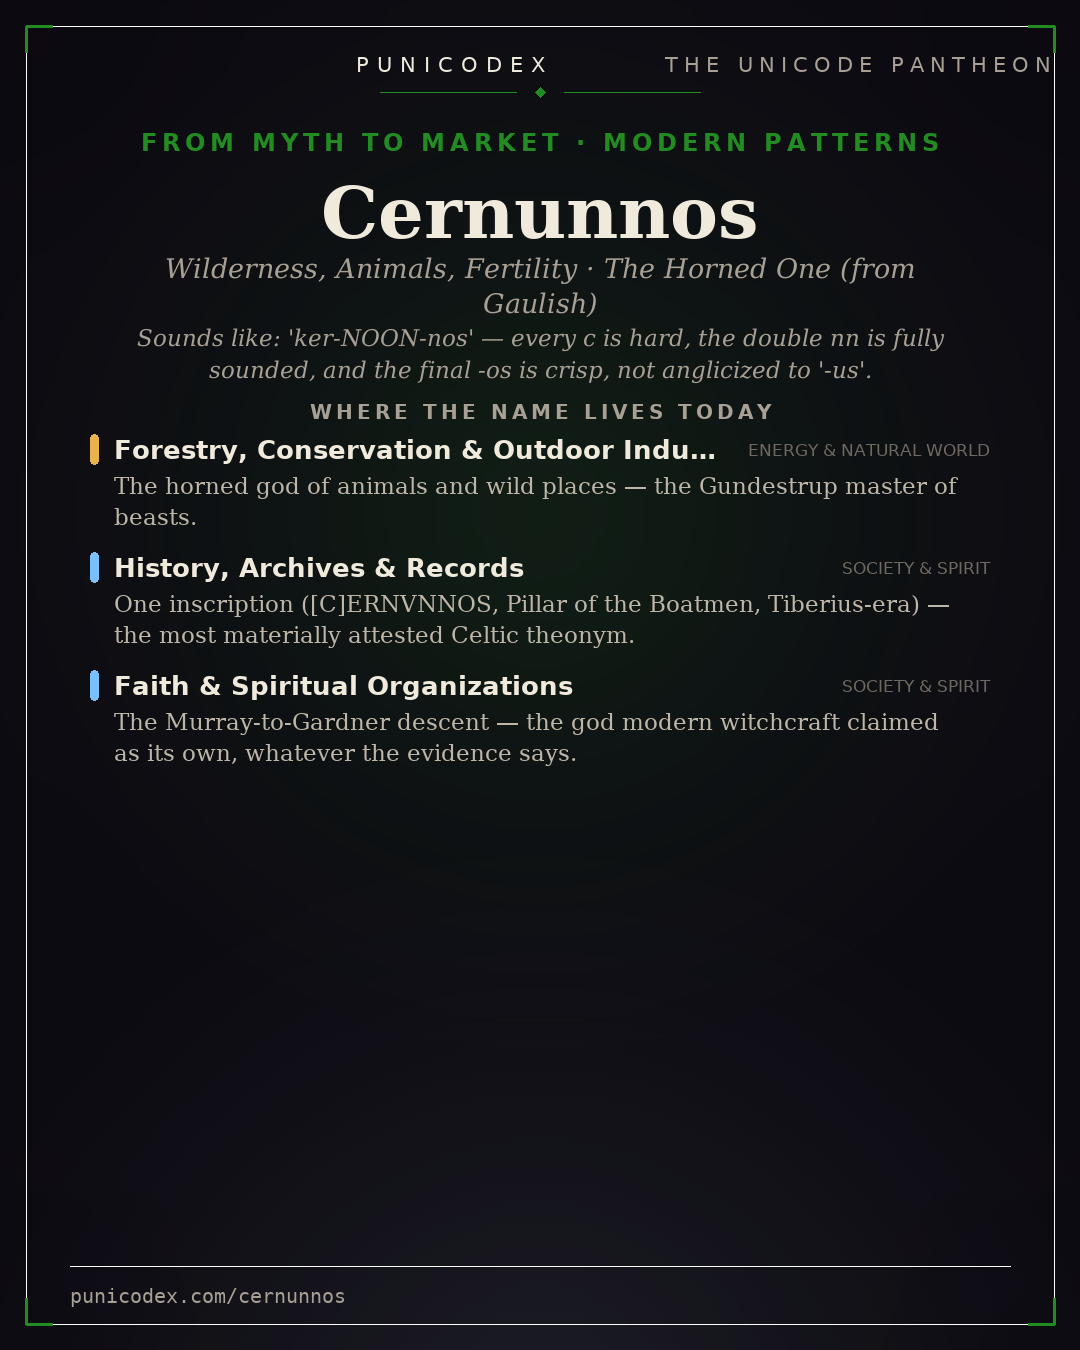 PUNICODEX THE UNICODE PANTHEON
FROM MYTH TO MARKET · MODERN PATTERNS
Cernunnos
Wilderness, Animals, Fertility · The Horned One (from
Gaulish)
Sounds like: 'ker-NOON-nos' — every c is hard, the double nn is fully
sounded, and the final -os is crisp, not anglicized to '-us'.
WHERE THE NAME LIVES TODAY
Forestry, Conservation & Outdoor Indu… ENERGY & NATURAL WORLD
The horned god of animals and wild places — the Gundestrup master of
beasts.
History, Archives & Records SOCIETY & SPIRIT
One inscription ([C]ERNVNNOS, Pillar of the Boatmen, Tiberius-era) —
the most materially attested Celtic theonym.
Faith & Spiritual Organizations SOCIETY & SPIRIT
The Murray-to-Gardner descent — the god modern witchcraft claimed
as its own, whatever the evidence says.
punicodex.com/cernunnos